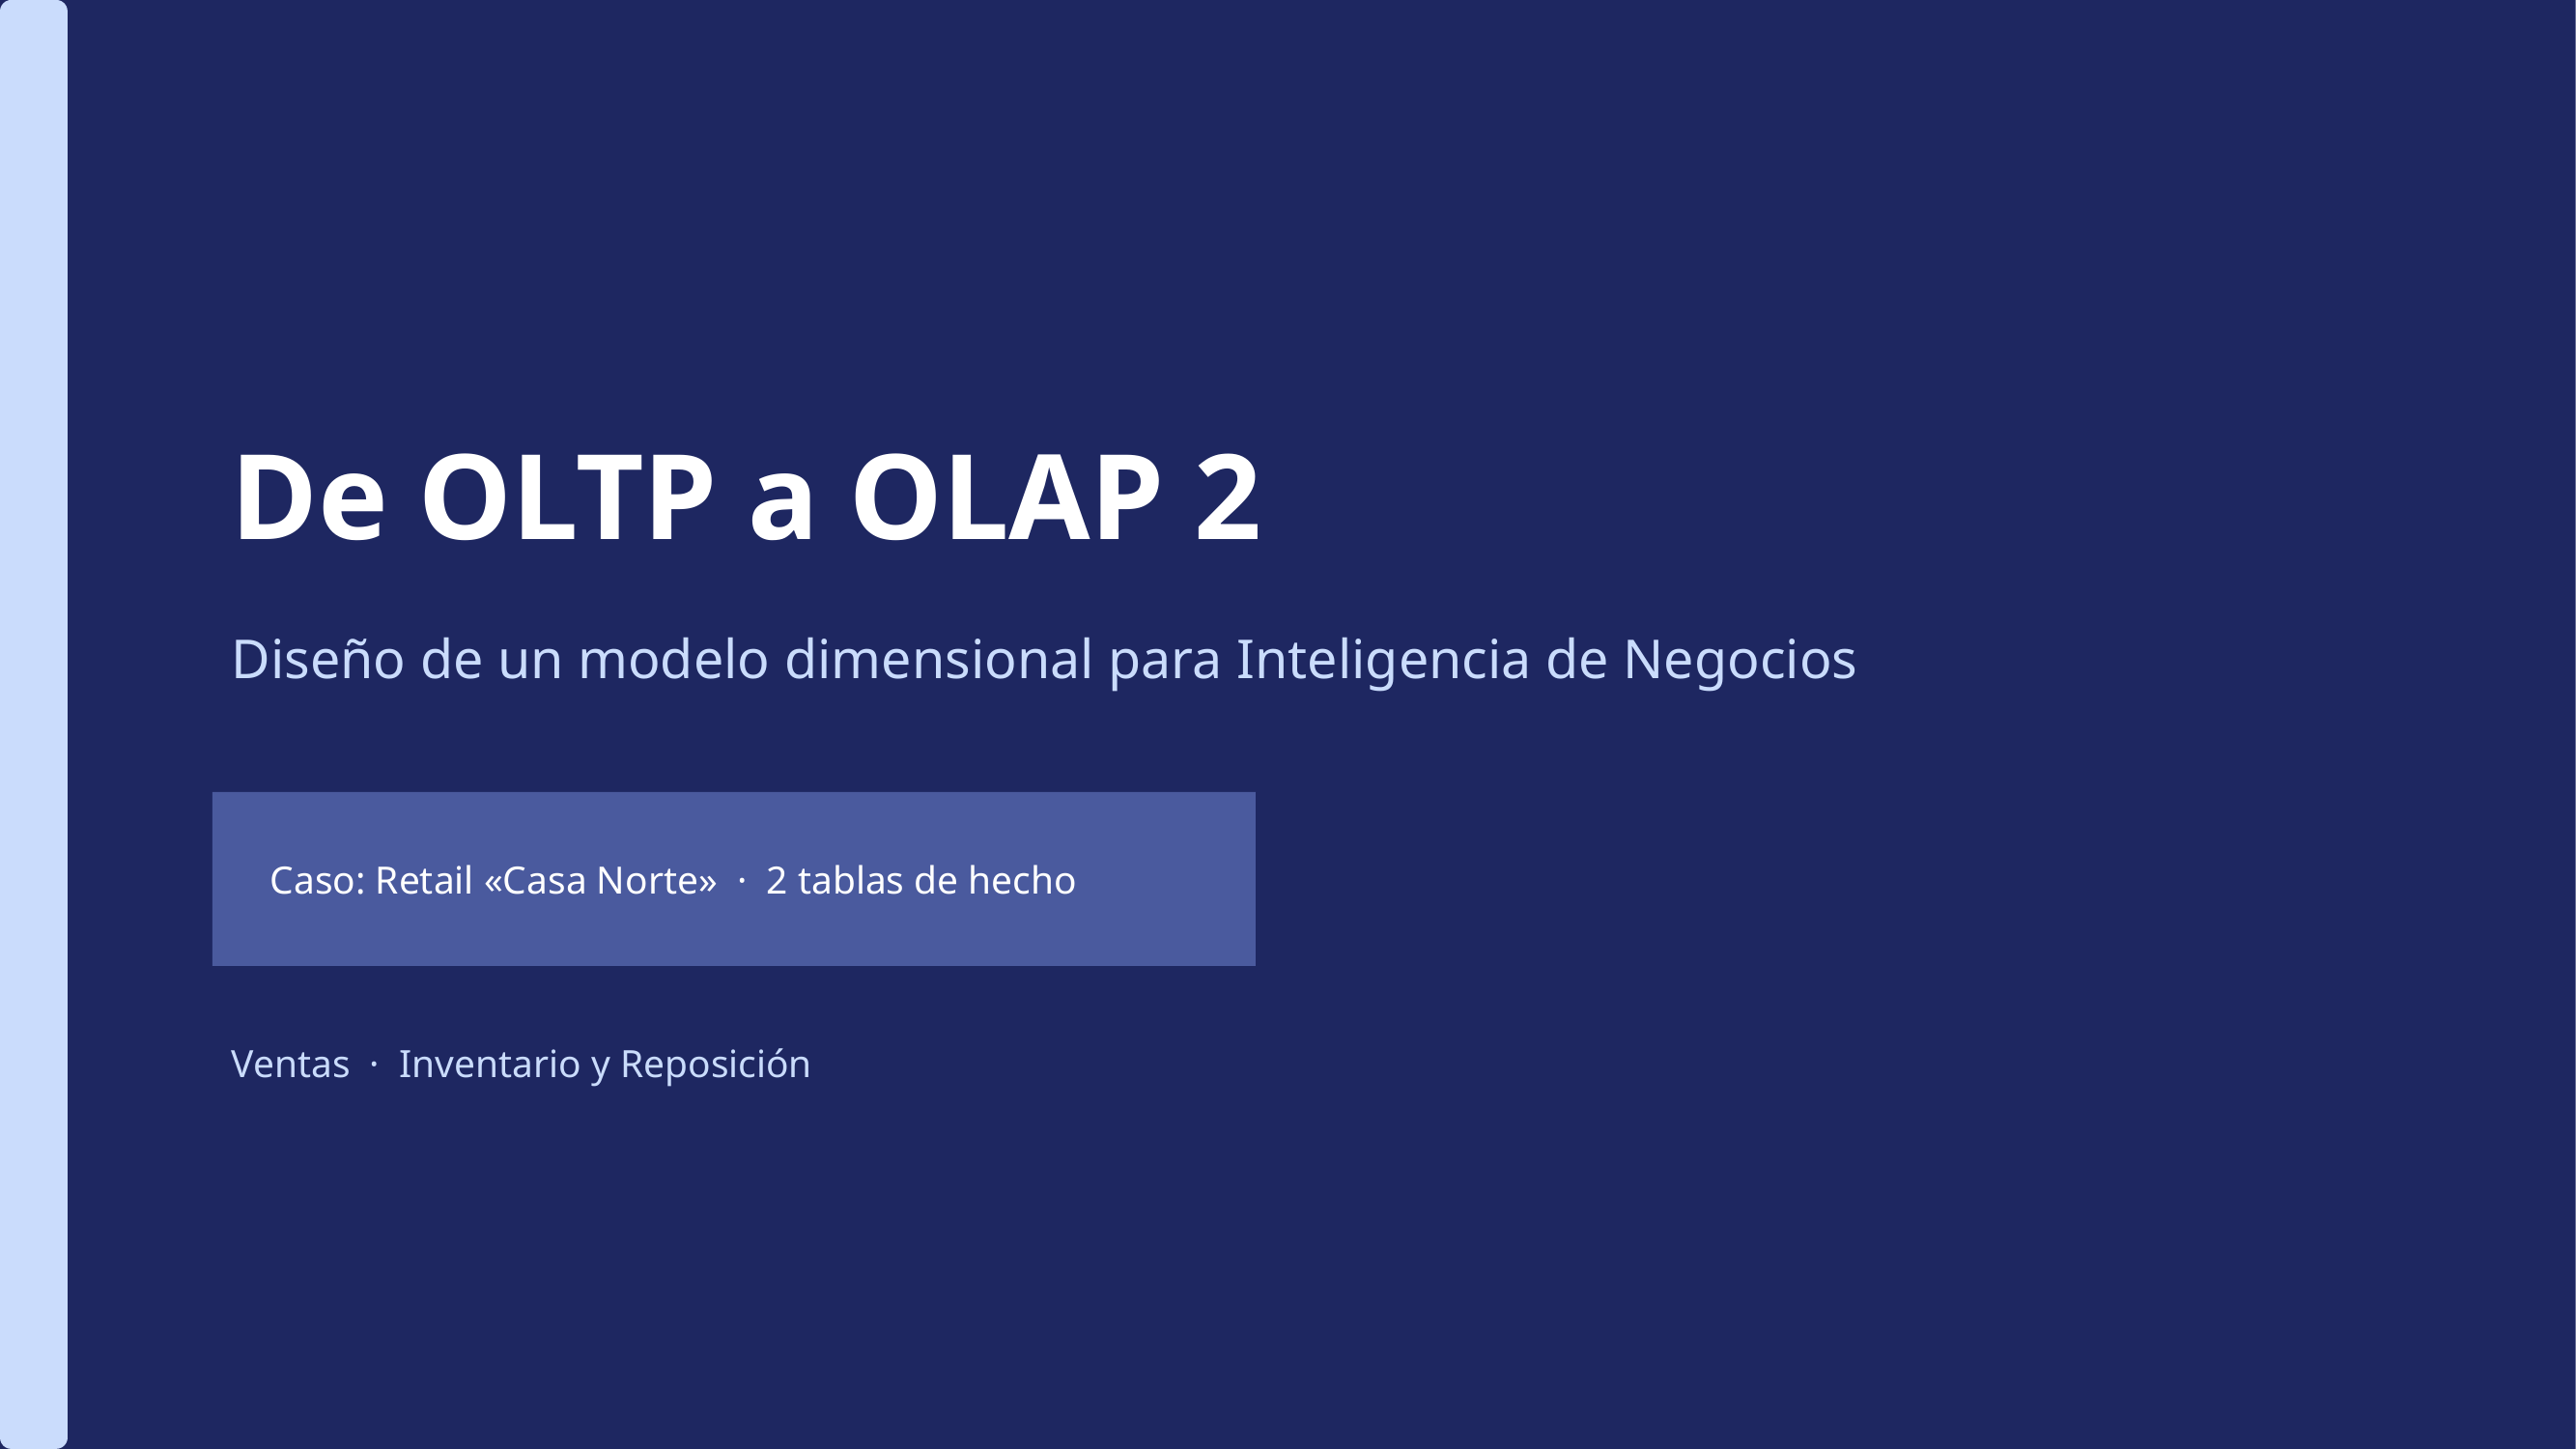 De OLTP a OLAP 2
Diseño de un modelo dimensional para Inteligencia de Negocios
Caso: Retail «Casa Norte» · 2 tablas de hecho
Ventas · Inventario y Reposición